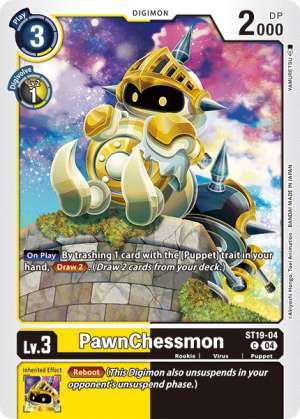 DIGIMON
Play
3
DP
2000
Digivolve
Lv.2
1
YAMURETSU
©Akiyoshi Hongo, Toei Animation BANDAI MADE IN JAPAN
On Play By trashing 1 card with the [Puppet] trait in your
hand, Draw 2. (Draw 2 cards from your deck.)
Lv.3
PawnChessmon
ST19-04
C 04
Rookie | Virus | Puppet
Inherited Effect
Reboot (This Digimon also unsuspends in your
opponent's unsuspend phase.)